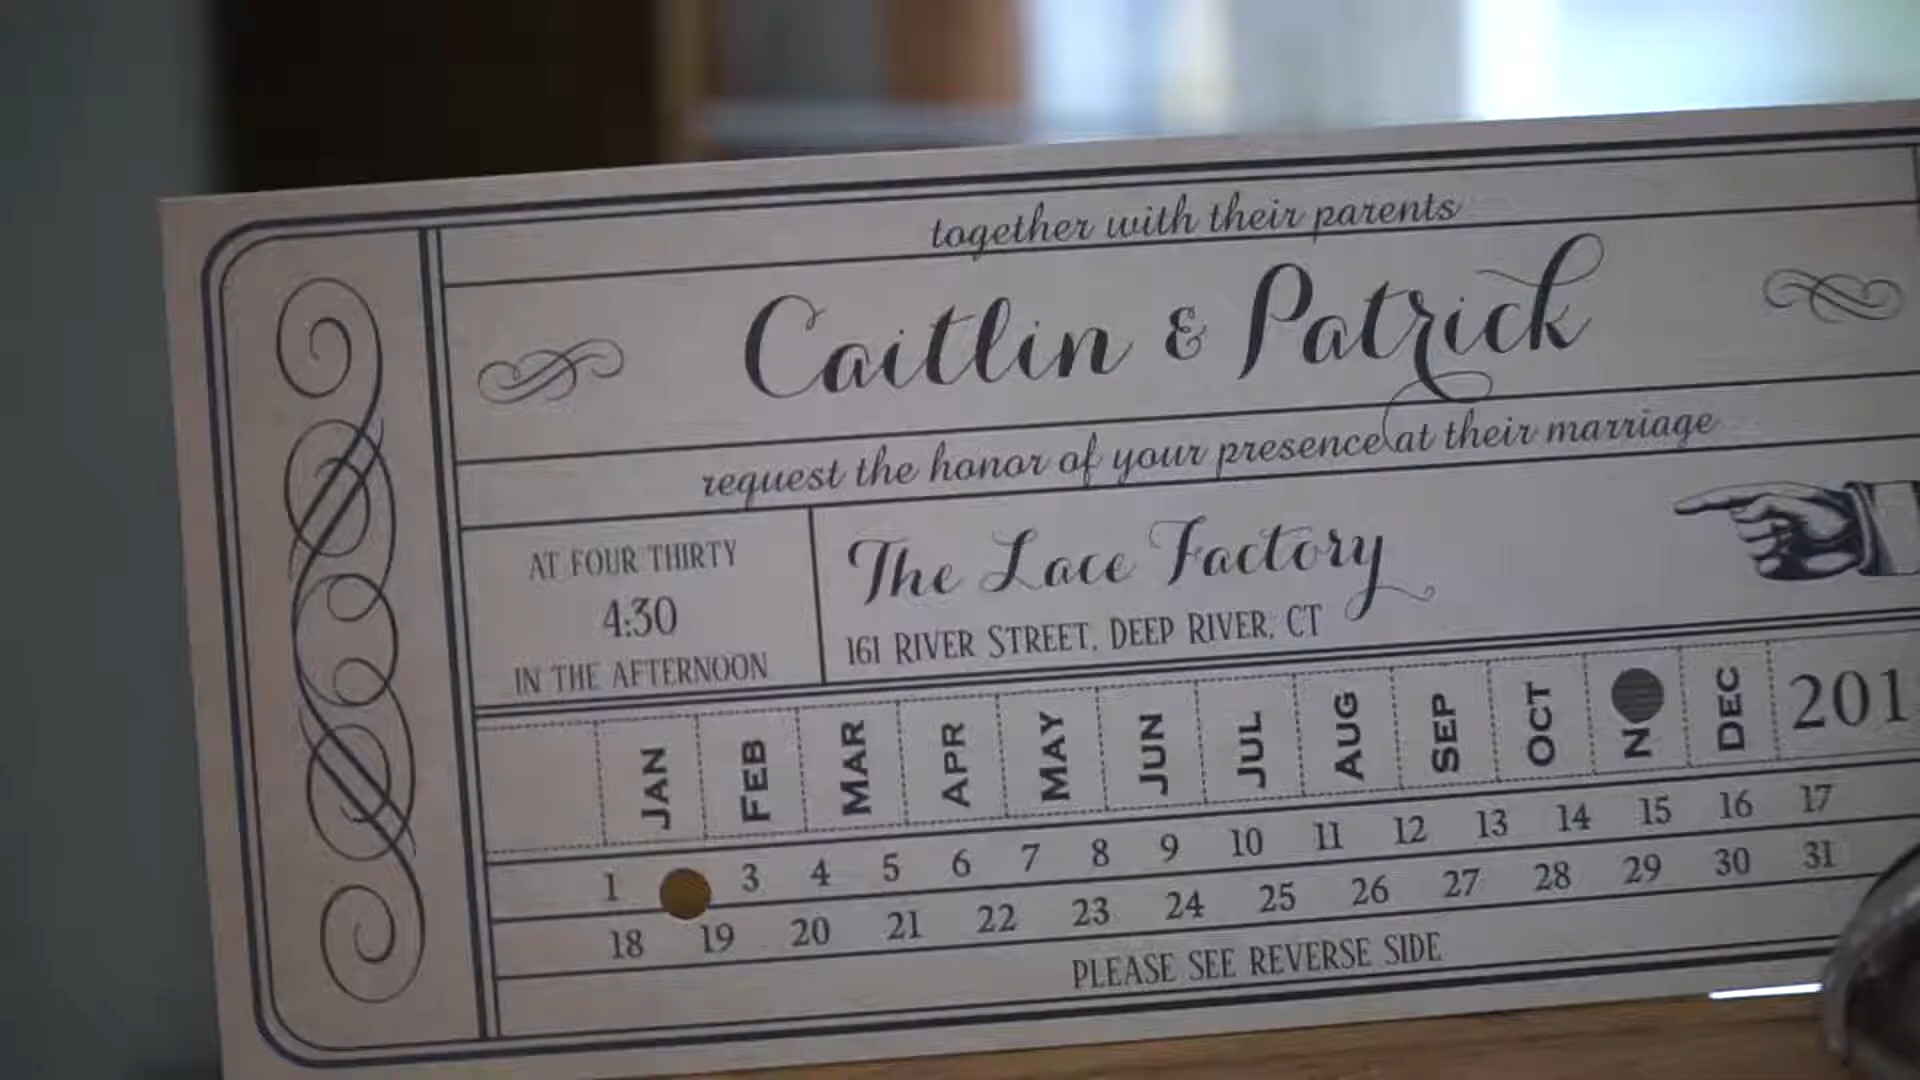 together with their parents
Caitlin & Patrick
request the honor of your presence at their marriage
AT FOUR THIRTY
4:30
IN THE AFTERNOON
The Lace Factory
161 RIVER STREET, DEEP RIVER, CT
JAN FEB MAR APR MAY JUN JUL AUG SEP OCT DEC
1 3 4 5 6 7 8 9 10 11 12 13 14 15 16 17
18 19 20 21 22 23 24 25 26 27 28 29 30 31
PLEASE SEE REVERSE SIDE